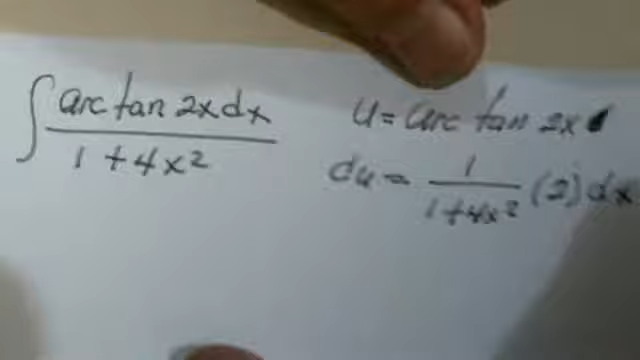 ∫ arc tan 2x dx / 1 + 4x²
u = arc tan 2x
du = 1 / 1+4x² (2) dx